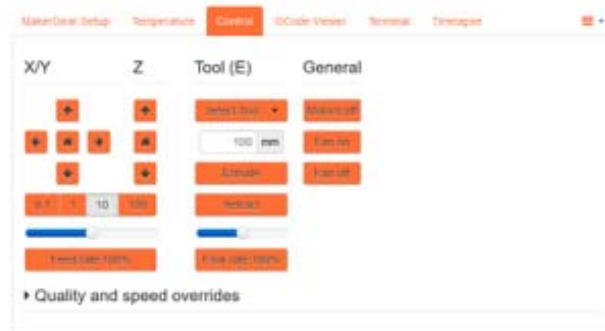 MakerGear Setup Temperature Control GCode Viewer Terminal Timelapse
X/Y Z Tool (E) General
Select Tool... Motors off
100 mm Fan on
Extrude Fan off
0.1 1 10 100 Retract
Feed rate 100% Flow rate 100%
Quality and speed overrides